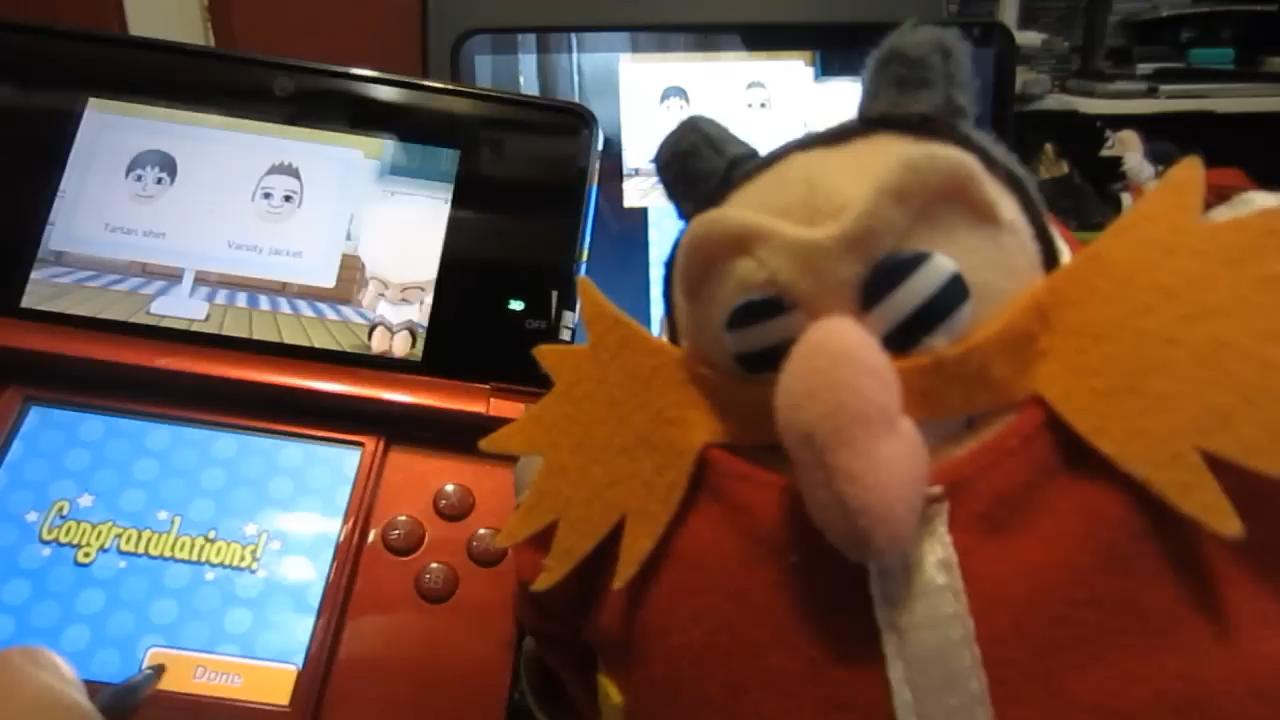 Tartan shirt
Varsity jacket
3D
OFF
Congratulations!
X
Y
A
B
Done